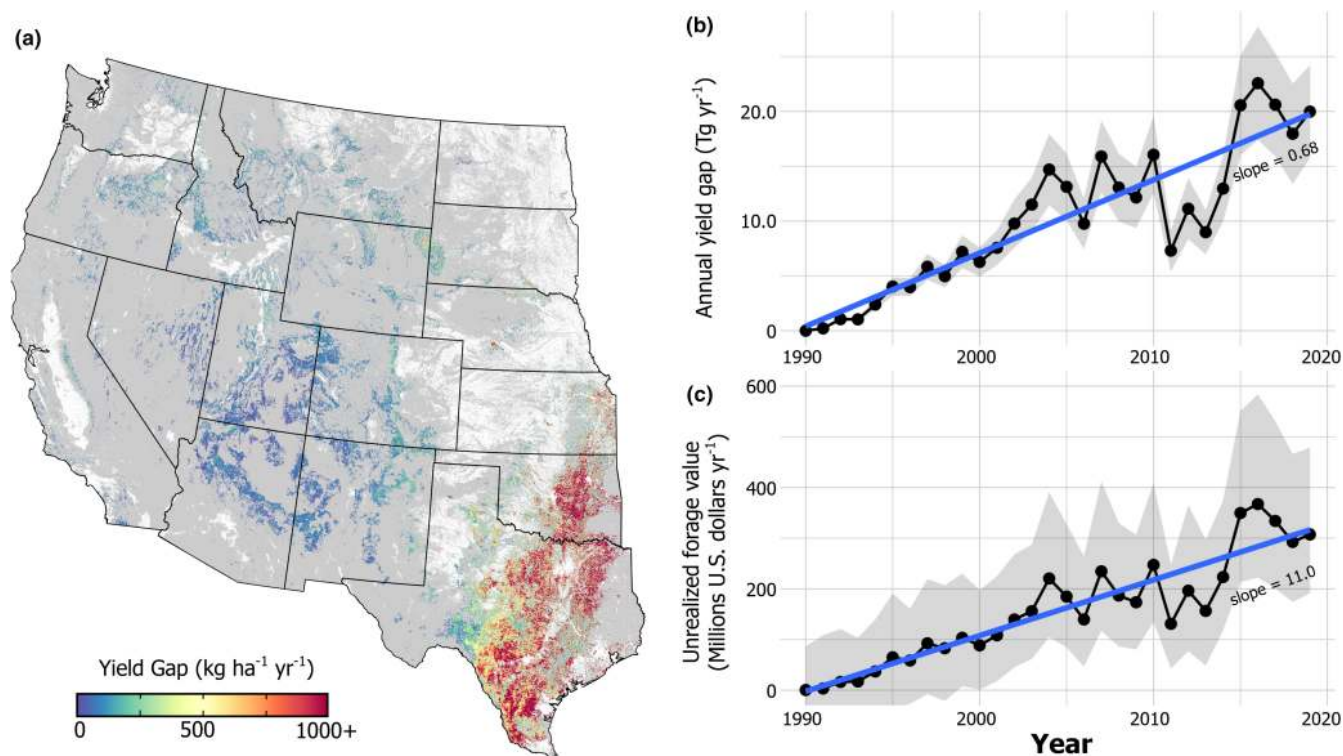 (a)
Yield Gap (kg ha⁻¹ yr⁻¹)
0 500 1000+
(b)
Annual yield gap (Tg yr⁻¹)
20.0
10.0
0
slope = 0.68
1990 2000 2010 2020
(c)
Unrealized forage value
(Millions U.S. dollars yr⁻¹)
600
400
200
0
slope = 11.0
1990 2000 2010 2020
Year